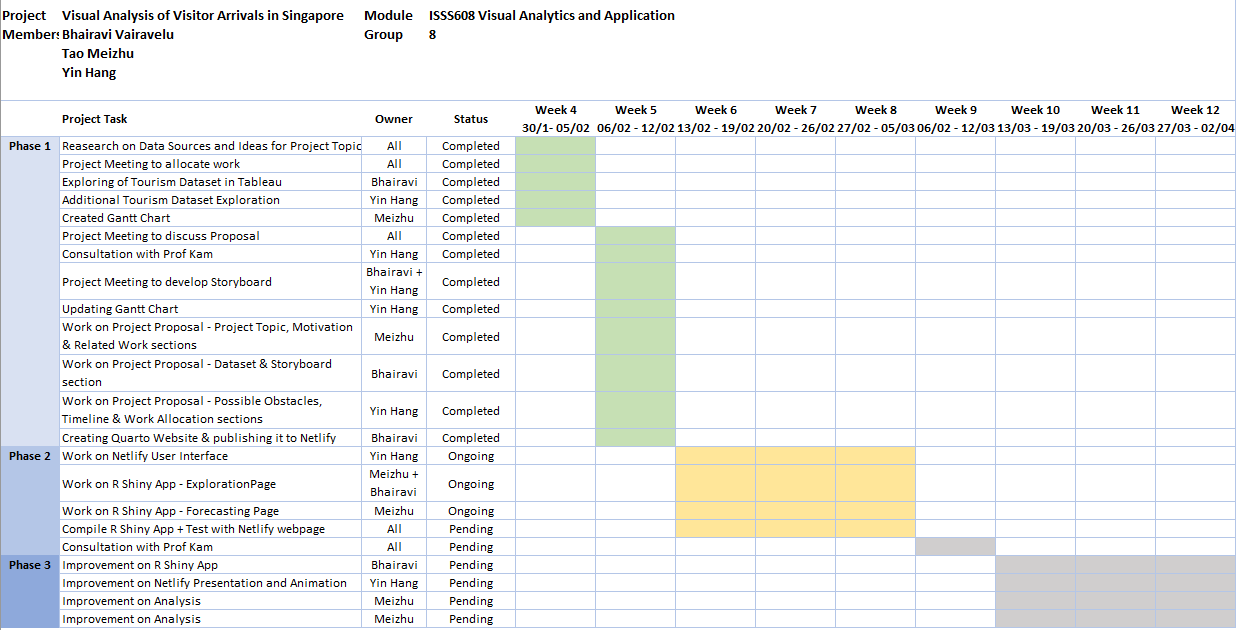 Project Visual Analysis of Visitor Arrivals in Singapore Module ISSS608 Visual Analytics and Application
Members Bhairavi Vairavelu Group 8
Tao Meizhu
Yin Hang
Week 4 Week 5 Week 6 Week 7 Week 8 Week 9 Week 10 Week 11 Week 12
Project Task Owner Status
30/1- 05/02 06/02 - 12/02 13/02 - 19/02 20/02 - 26/02 27/02 - 05/03 06/02 - 12/03 13/03 - 19/03 20/03 - 26/03 27/03 - 02/04
Phase 1 Reasearch on Data Sources and Ideas for Project Topic All Completed
Project Meeting to allocate work All Completed
Exploring of Tourism Dataset in Tableau Bhairavi Completed
Additional Tourism Dataset Exploration Yin Hang Completed
Created Gantt Chart Meizhu Completed
Project Meeting to discuss Proposal All Completed
Consultation with Prof Kam Yin Hang Completed
Project Meeting to develop Storyboard Bhairavi + Completed
Yin Hang
Updating Gantt Chart Yin Hang Completed
Work on Project Proposal - Project Topic, Motivation Meizhu Completed
& Related Work sections
Work on Project Proposal - Dataset & Storyboard Bhairavi Completed
section
Work on Project Proposal - Possible Obstacles, Yin Hang Completed
Timeline & Work Allocation sections
Creating Quarto Website & publishing it to Netlify Bhairavi Completed
Phase 2 Work on Netlify User Interface Yin Hang Ongoing
Work on R Shiny App - ExplorationPage Meizhu + Ongoing
Bhairavi
Work on R Shiny App - Forecasting Page Meizhu Ongoing
Compile R Shiny App + Test with Netlify webpage All Pending
Consultation with Prof Kam All Pending
Phase 3 Improvement on R Shiny App Bhairavi Pending
Improvement on Netlify Presentation and Animation Yin Hang Pending
Improvement on Analysis Meizhu Pending
Improvement on Analysis Meizhu Pending